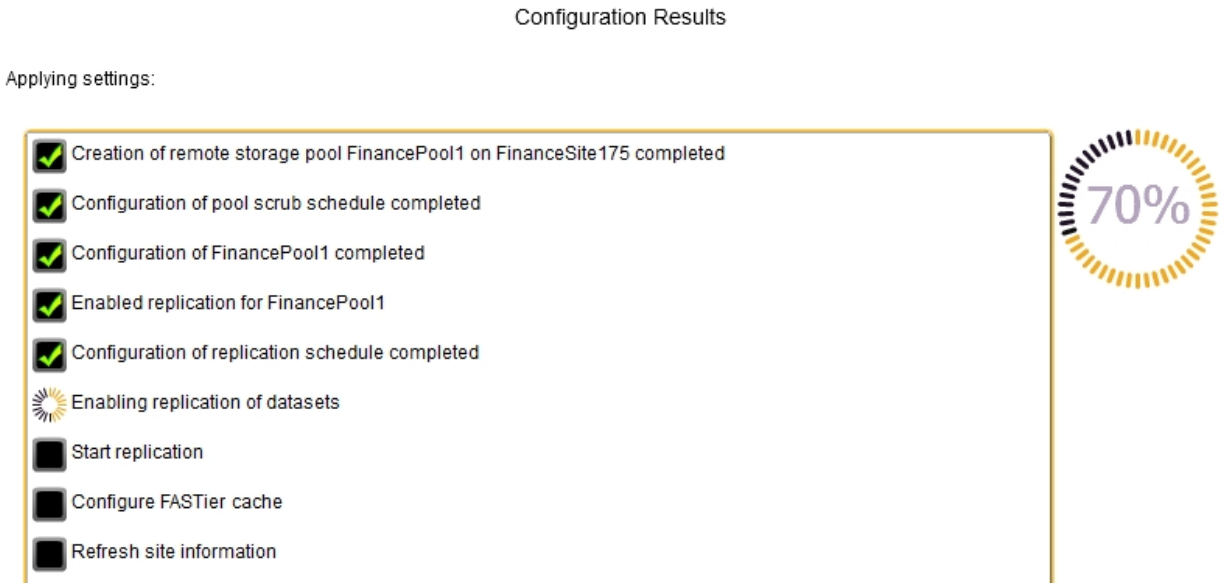 Configuration Results
Applying settings:
Creation of remote storage pool FinancePool1 on FinanceSite175 completed
70%
Configuration of pool scrub schedule completed
Configuration of FinancePool1 completed
Enabled replication for FinancePool1
Configuration of replication schedule completed
Enabling replication of datasets
Start replication
Configure FASTier cache
Refresh site information